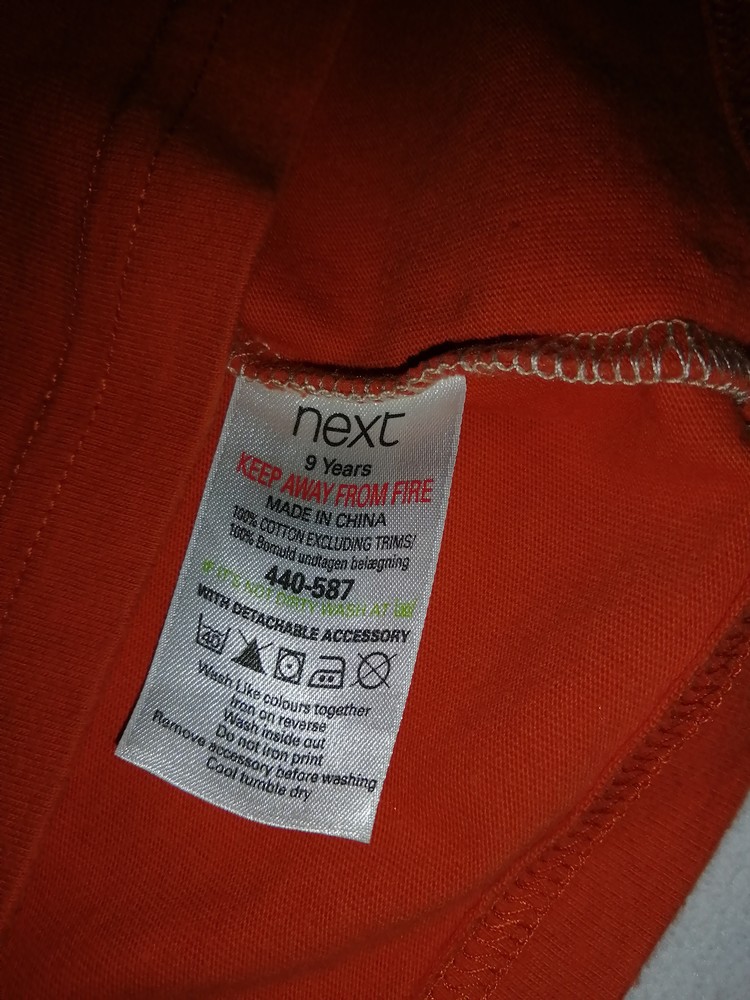 next
9 Years
KEEP AWAY FROM FIRE
MADE IN CHINA
100% COTTON EXCLUDING TRIMS/
100% Bomuld undtagen belægning
440-587
IF IT'S NOT DIRTY WASH AT 30°
WITH DETACHABLE ACCESSORY
40
Wash Like colours together
Iron on reverse
Wash inside out
Do not iron print
Remove accessory before washing
Cool tumble dry